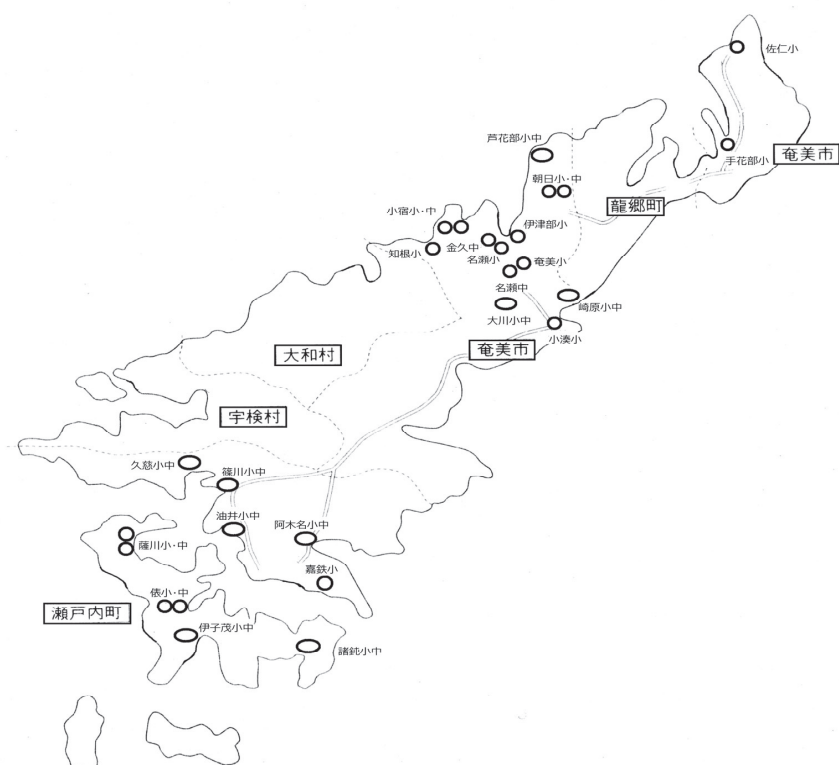 佐仁小
芦花部小中
手花部小
奄美市
朝日小・中
龍郷町
小宿小・中
伊津部小
金久中
知根小
名瀬小
奄美小
名瀬中
崎原小中
大川小中
小湊小
奄美市
大和村
宇検村
久慈小中
篠川小中
油井小中
阿木名小中
薩川小・中
嘉鉄小
俵小・中
瀬戸内町
伊子茂小中
諸鈍小中